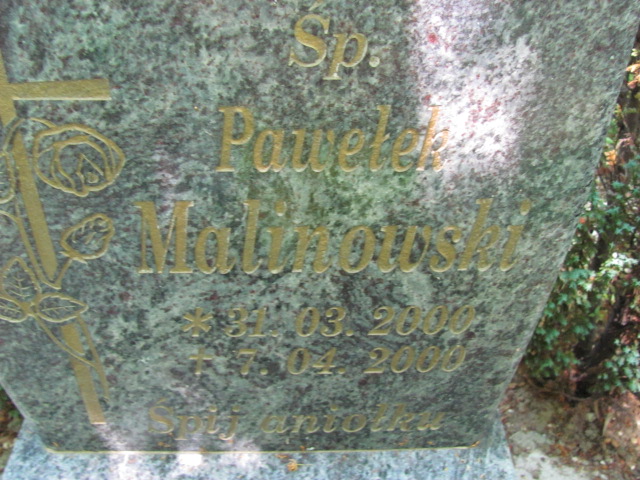 Śp.
Pawełek
Malinowski
* 31. 03. 2000
† 7. 04. 2000
Śpij aniołku